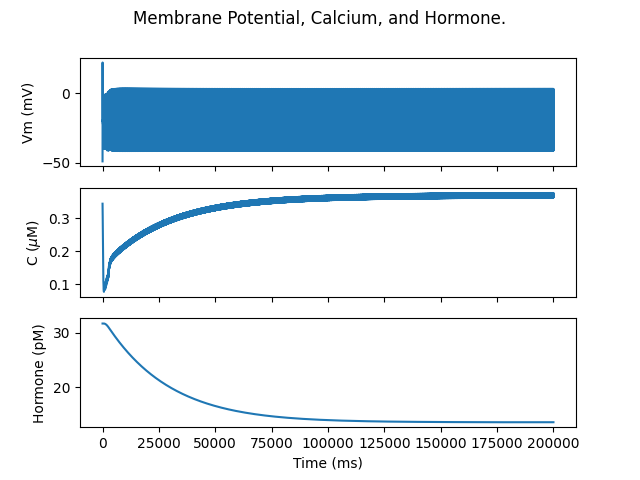 Membrane Potential, Calcium, and Hormone.
Vm (mV)
0
−50
C (μM)
0.3
0.2
0.1
Hormone (pM)
30
20
0 25000 50000 75000 100000 125000 150000 175000 200000
Time (ms)